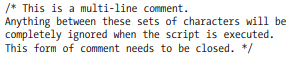 /* This is a multi-line comment.
Anything between these sets of characters will be
completely ignored when the script is executed.
This form of comment needs to be closed. */